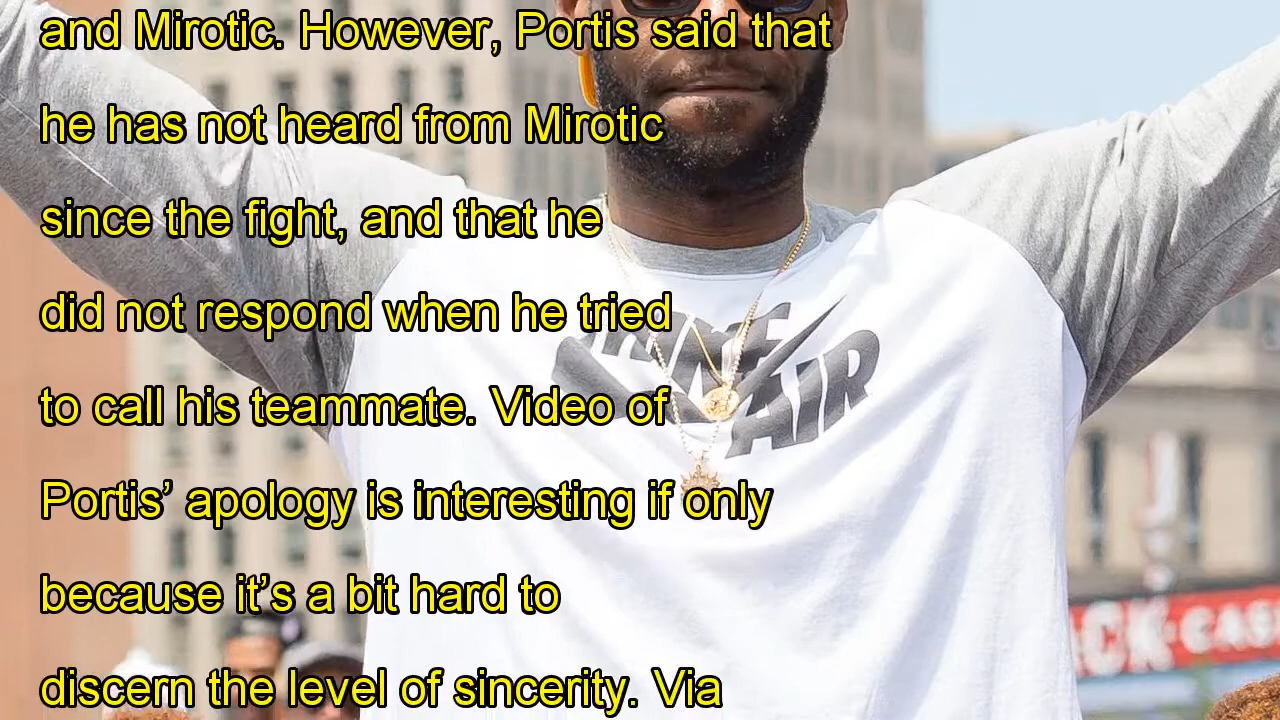 and Mirotic. However, Portis said that
he has not heard from Mirotic
since the fight, and that he
did not respond when he tried
AIR
to call his teammate. Video of
Portis’ apology is interesting if only
because it’s a bit hard to
discern the level of sincerity. Via